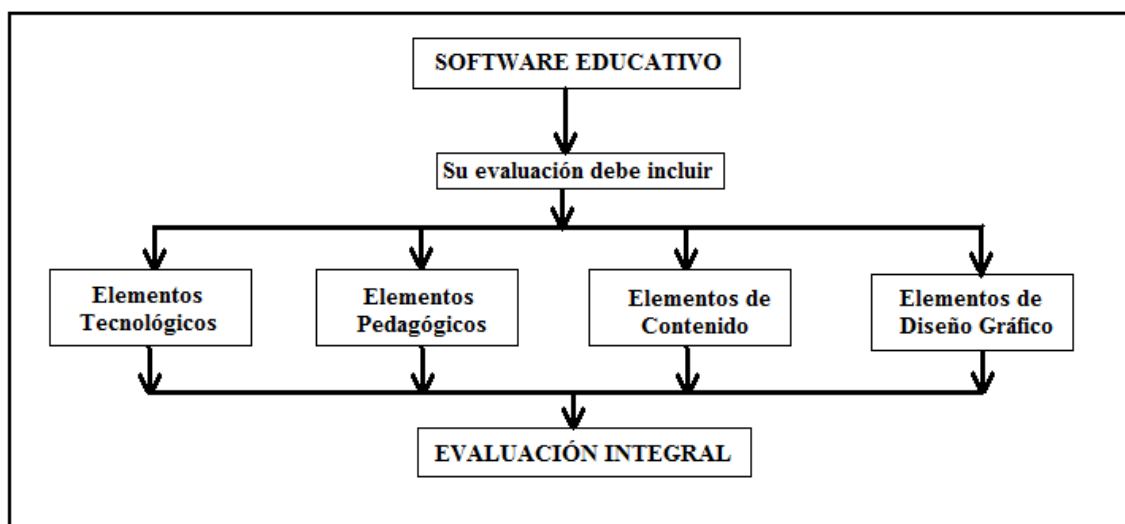 SOFTWARE EDUCATIVO
Su evaluación debe incluir
Elementos
Tecnológicos
Elementos
Pedagógicos
Elementos de
Contenido
Elementos de
Diseño Gráfico
EVALUACIÓN INTEGRAL